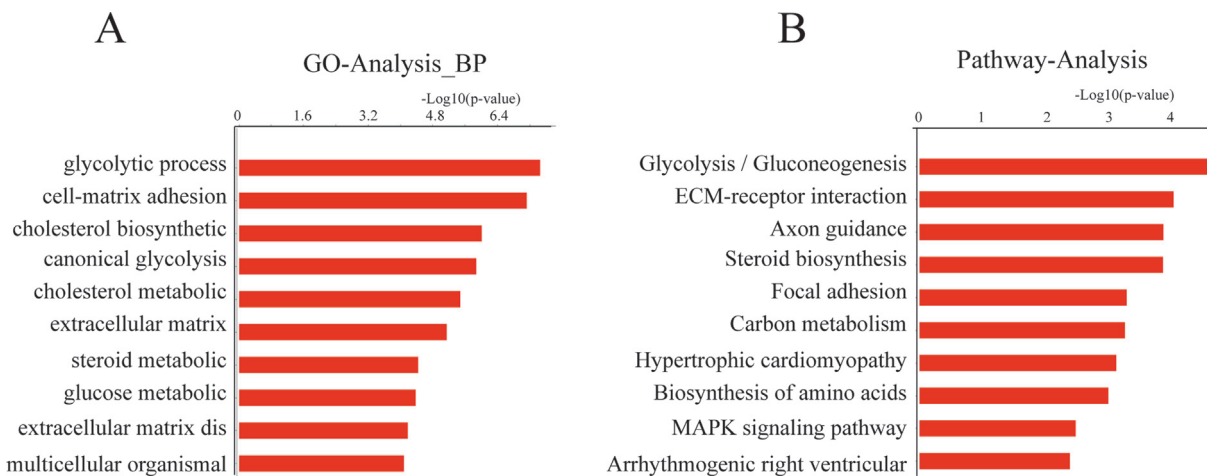 A
GO-Analysis_BP
-Log10(p-value)
0 1.6 3.2 4.8 6.4
glycolytic process
cell-matrix adhesion
cholesterol biosynthetic
canonical glycolysis
cholesterol metabolic
extracellular matrix
steroid metabolic
glucose metabolic
extracellular matrix dis
multicellular organismal
B
Pathway-Analysis
-Log10(p-value)
0 1 2 3 4
Glycolysis / Gluconeogenesis
ECM-receptor interaction
Axon guidance
Steroid biosynthesis
Focal adhesion
Carbon metabolism
Hypertrophic cardiomyopathy
Biosynthesis of amino acids
MAPK signaling pathway
Arrhythmogenic right ventricular